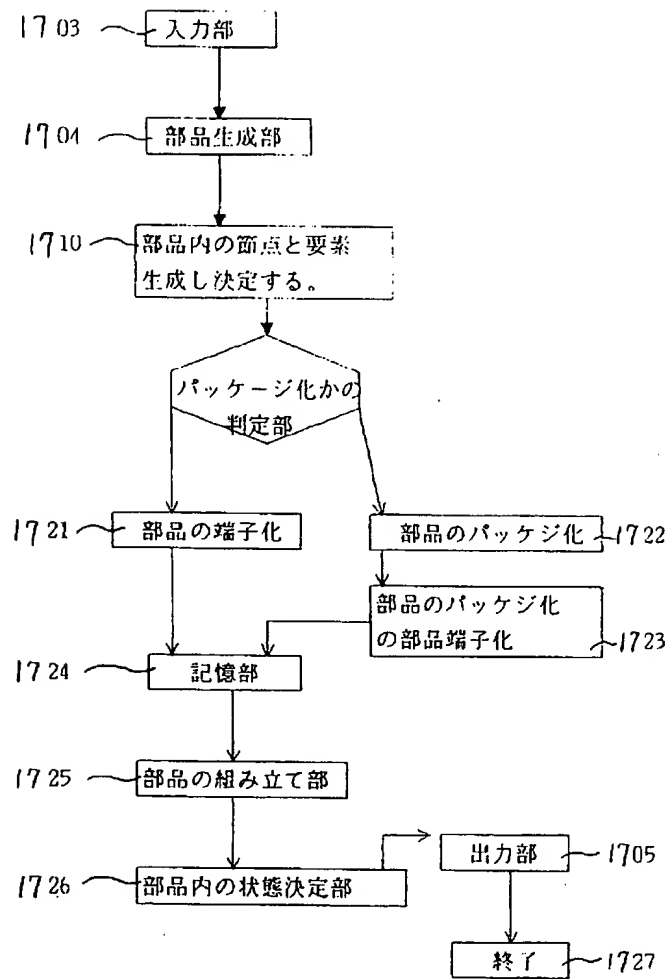 1703 入力部
1704 部品生成部
1710 部品内の節点と要素
生成し決定する。
パッケージ化かの
判定部
1721 部品の端子化
部品のパッケジ化 1722
部品のパッケジ化
の部品端子化 1723
1724 記憶部
1725 部品の組み立て部
1726 部品内の状態決定部
出力部 1705
終了 1727